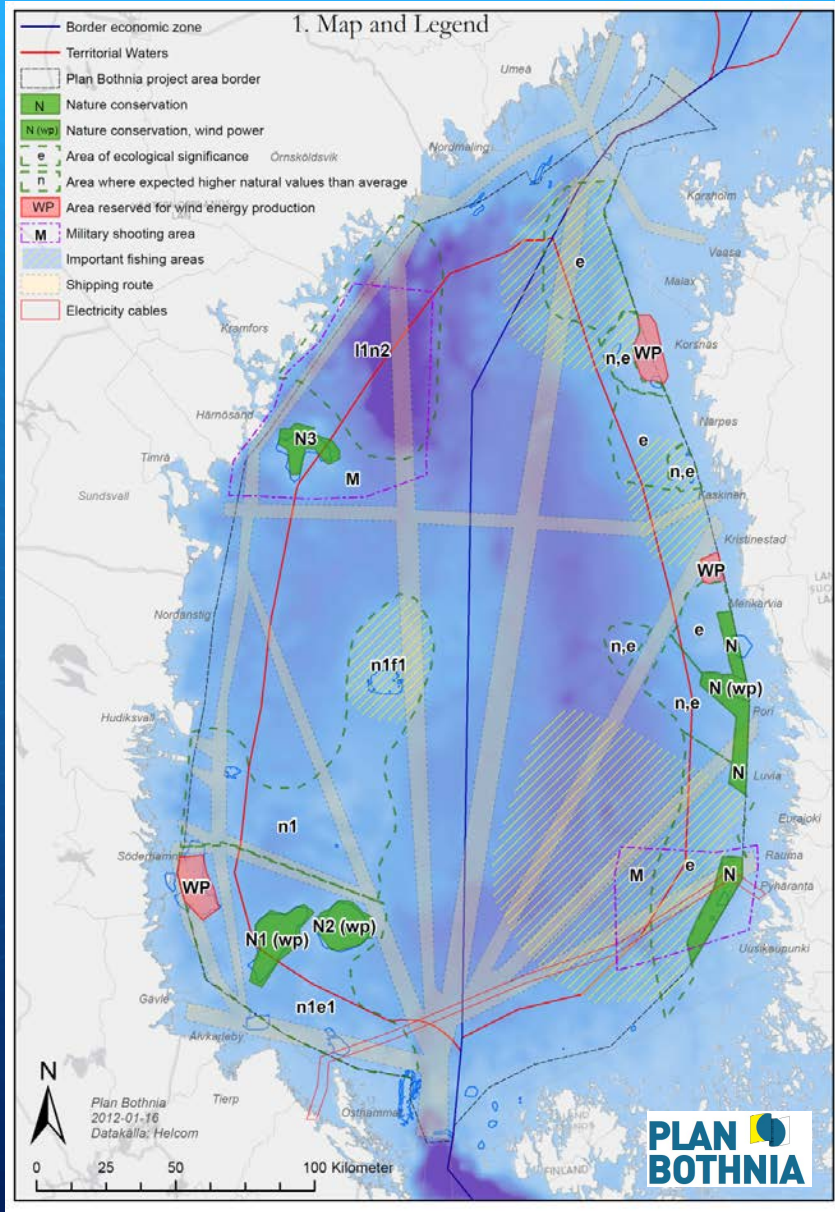 1. Map and Legend
Border economic zone
Territorial Waters
Plan Bothnia project area border
N Nature conservation
N (wp) Nature conservation, wind power
e Area of ecological significance
n Area where expected higher natural values than average
WP Area reserved for wind energy production
M Military shooting area
Important fishing areas
Shipping route
Electricity cables
Umeå
Nordmaling
Örnsköldsvik
Korsholm
Vaasa
e
Malax
Kramfors
l1n2
n,e
WP
Korsnäs
Härnösand
N3
Närpes
e
Timrå
M
n,e
Kaskinen
Sundsvall
Kristinestad
WP
Merikarvia
Nordanstig
e
N
n,e
n1f1
N (wp)
n,e
Pori
Hudiksvall
N
Luvia
n1
Eurajoki
Söderhamn
Rauma
M
e
N
WP
Pyhäranta
N1 (wp)
N2 (wp)
Uusikaupunki
n1e1
Gävle
Älvkarleby
N
Tierp
Östhammar
Plan Bothnia
2012-01-16
Datakälla: Helcom
FINLAND
0 25 50 100 Kilometer
PLAN
BOTHNIA